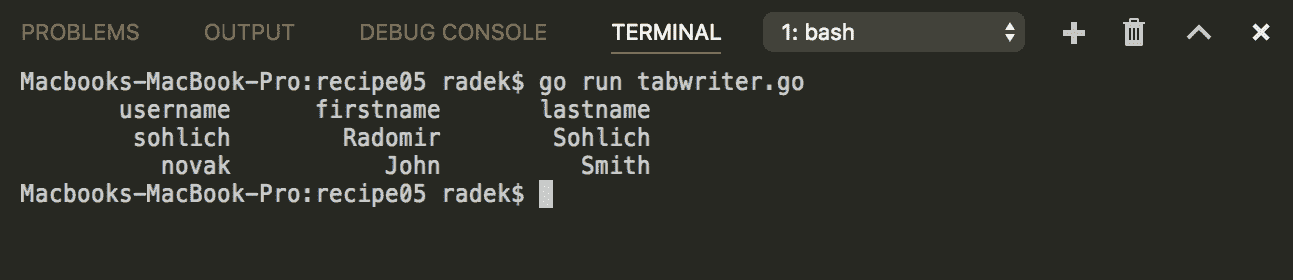 PROBLEMS OUTPUT DEBUG CONSOLE TERMINAL 1: bash
Macbooks-MacBook-Pro:recipe05 radek$ go run tabwriter.go
username firstname lastname
sohlich Radomir Sohlich
novak John Smith
Macbooks-MacBook-Pro:recipe05 radek$